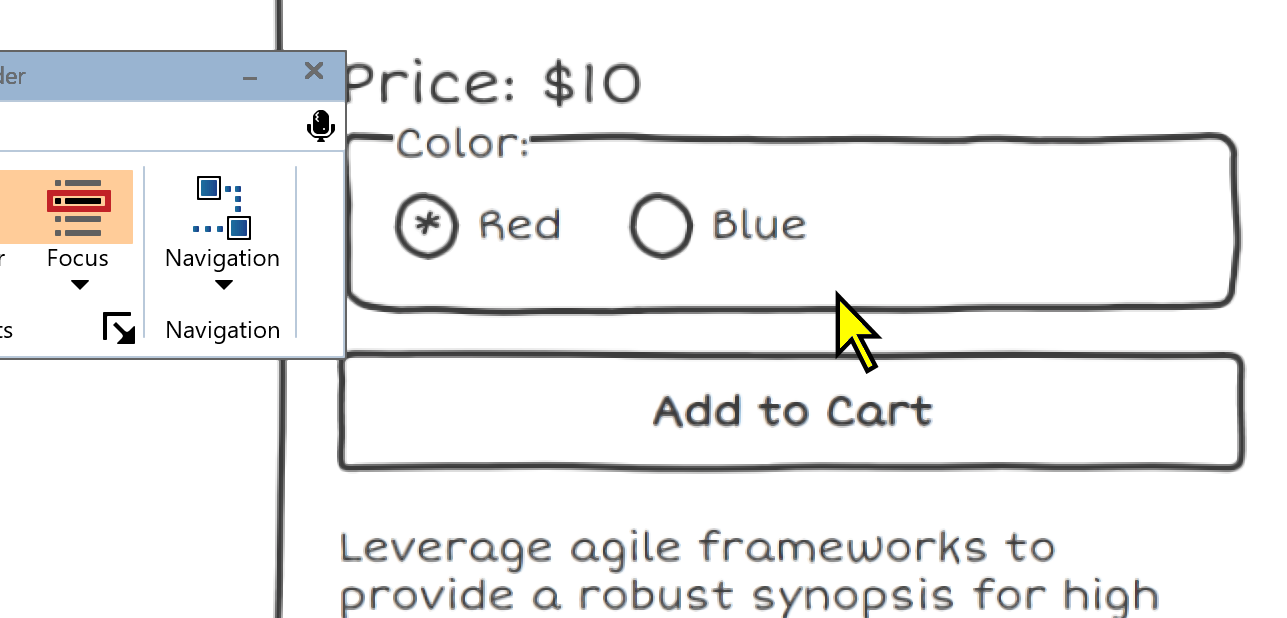 der
Price: $10
Color:
* Red
Blue
r
Focus
Navigation
ts
Navigation
Add to Cart
Leverage agile frameworks to
provide a robust synopsis for high